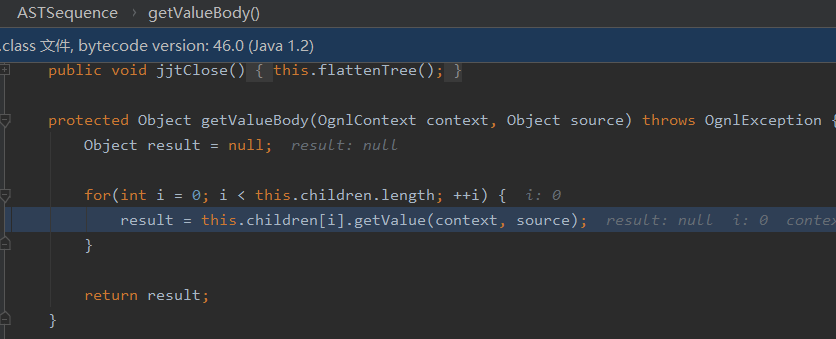 ASTSequence › getValueBody()
.class 文件, bytecode version: 46.0 (Java 1.2)
public void jjtClose() { this.flattenTree(); }
protected Object getValueBody(OgnlContext context, Object source) throws OgnlException {
Object result = null;  result: null
for(int i = 0; i < this.children.length; ++i) {  i: 0
result = this.children[i].getValue(context, source);  result: null  i: 0  contex
}
return result;
}